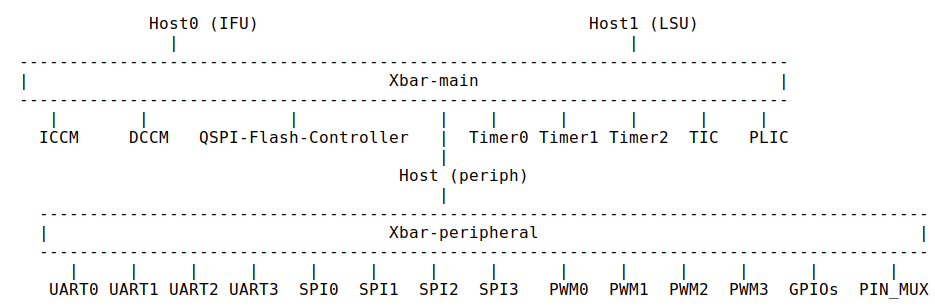 Host0 (IFU) Host1 (LSU)
Xbar-main
ICCM DCCM QSPI-Flash-Controller Timer0 Timer1 Timer2 TIC PLIC
Host (periph)
Xbar-peripheral
UART0 UART1 UART2 UART3 SPI0 SPI1 SPI2 SPI3 PWM0 PWM1 PWM2 PWM3 GPIOs PIN_MUX